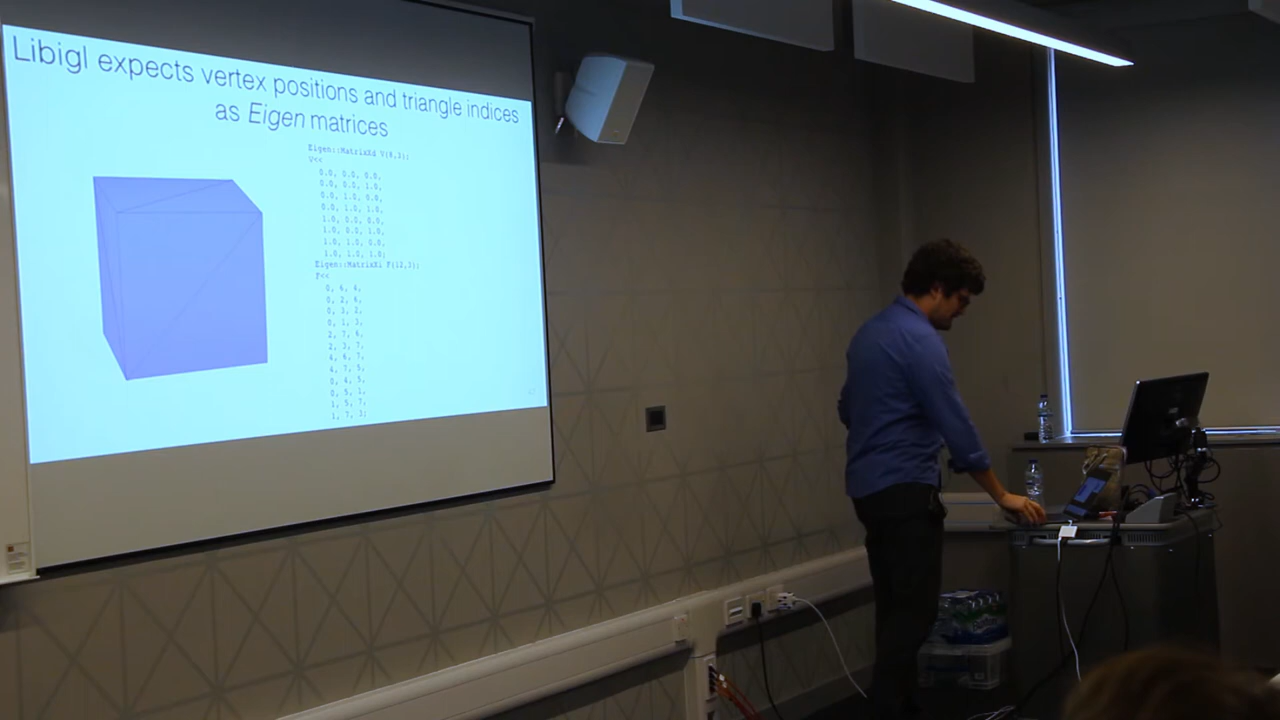 Libigl expects vertex positions and triangle indices
as Eigen matrices
Eigen::MatrixXd V(8,3);
V<<
0.0, 0.0, 0.0,
0.0, 0.0, 1.0,
0.0, 1.0, 0.0,
0.0, 1.0, 1.0,
1.0, 0.0, 0.0,
1.0, 0.0, 1.0,
1.0, 1.0, 0.0,
1.0, 1.0, 1.0;
Eigen::MatrixXi F(12,3);
F<<
0, 6, 4,
0, 2, 6,
0, 3, 2,
0, 1, 3,
2, 7, 6,
2, 3, 7,
4, 6, 7,
4, 7, 5,
0, 4, 5,
0, 5, 1,
1, 5, 7,
1, 7, 3;